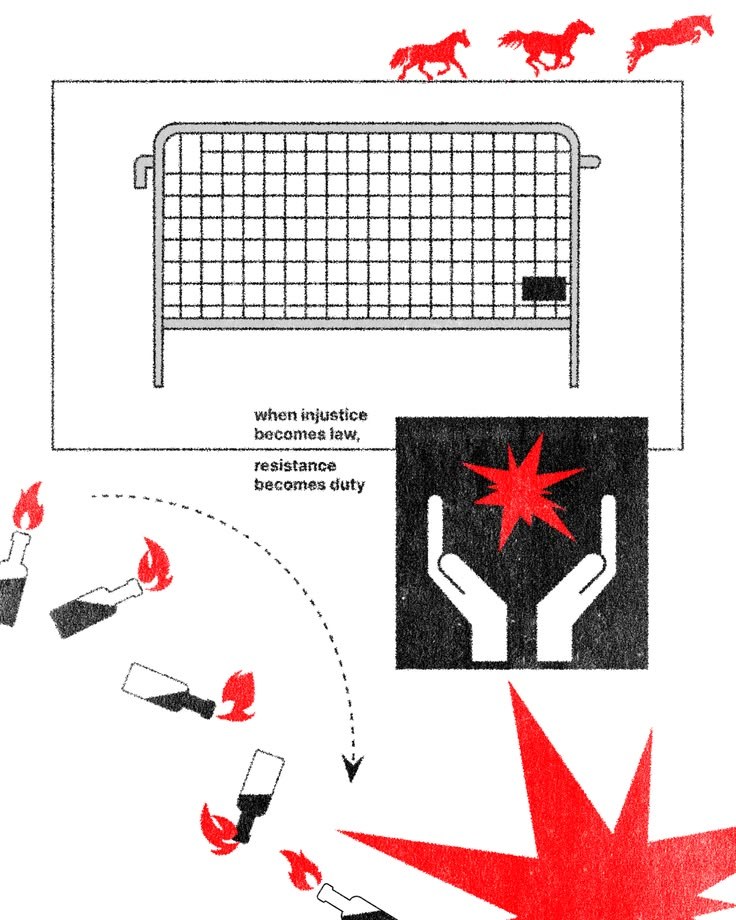 when injustice
becomes law,
resistance
becomes duty